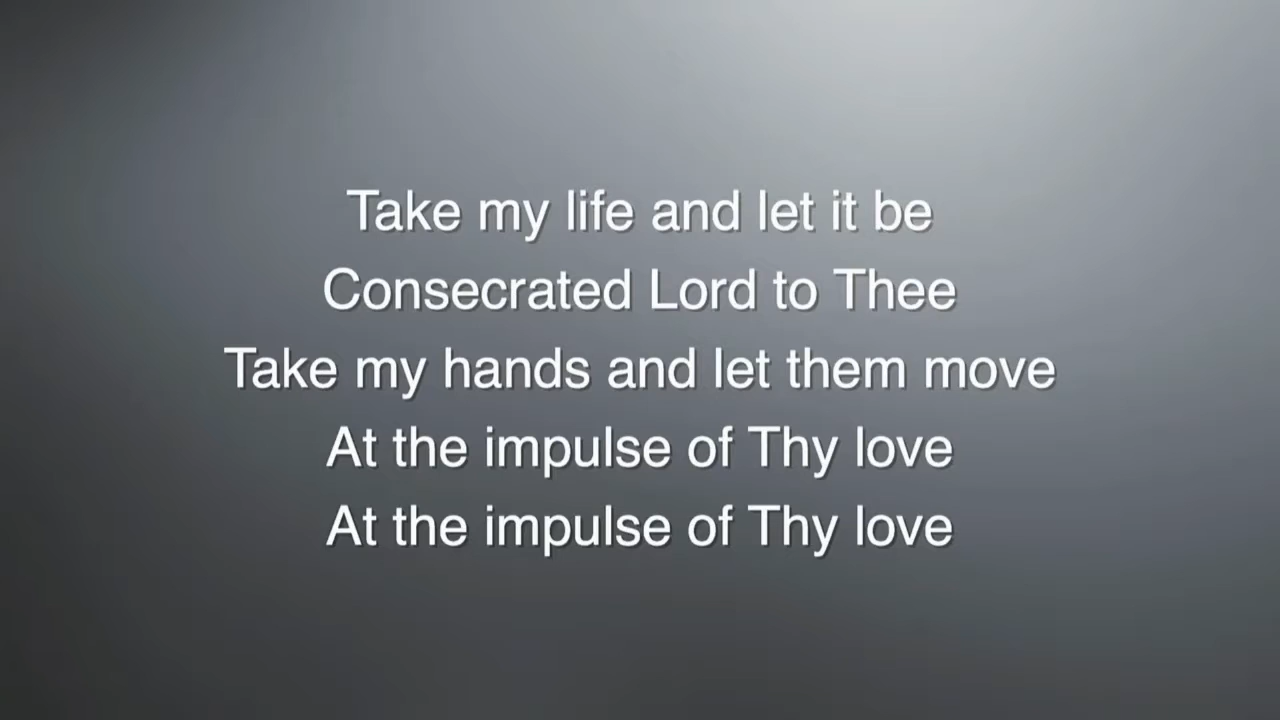 Take my life and let it be
Consecrated Lord to Thee
Take my hands and let them move
At the impulse of Thy love
At the impulse of Thy love